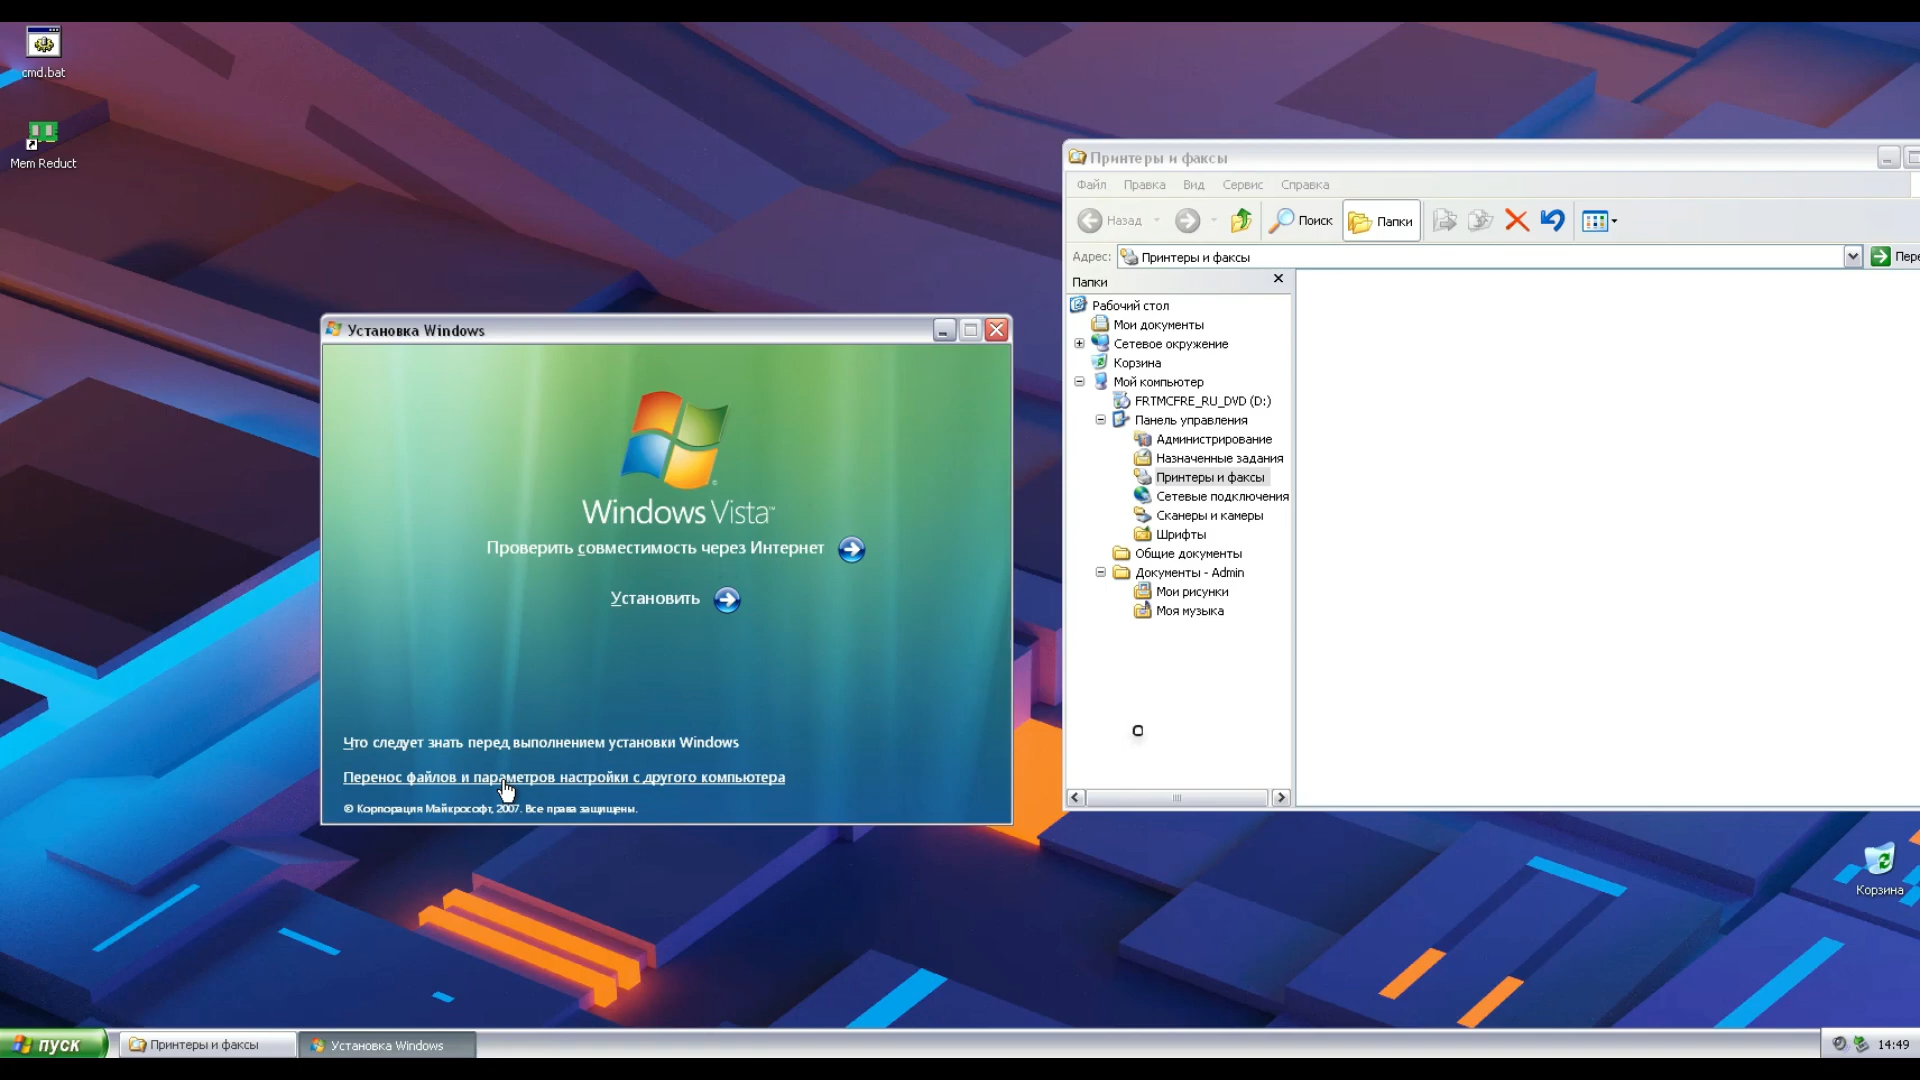 cmd.bat
Mem Reduct
Принтеры и факсы
Файл Правка Вид Сервис Справка
Назад Поиск Папки
Адрес: Принтеры и факсы
Папки
Рабочий стол
Мои документы
Сетевое окружение
Корзина
Мой компьютер
FRTMCFRE_RU_DVD (D:)
Панель управления
Администрирование
Назначенные задания
Принтеры и факсы
Сетевые подключения
Сканеры и камеры
Шрифты
Общие документы
Документы - Admin
Мои рисунки
Моя музыка
Установка Windows
Windows Vista™
Проверить совместимость через Интернет
Установить
Что следует знать перед выполнением установки Windows
Перенос файлов и параметров настройки с другого компьютера
© Корпорация Майкрософт, 2007. Все права защищены.
Корзина
пуск Принтеры и факсы Установка Windows 14:49